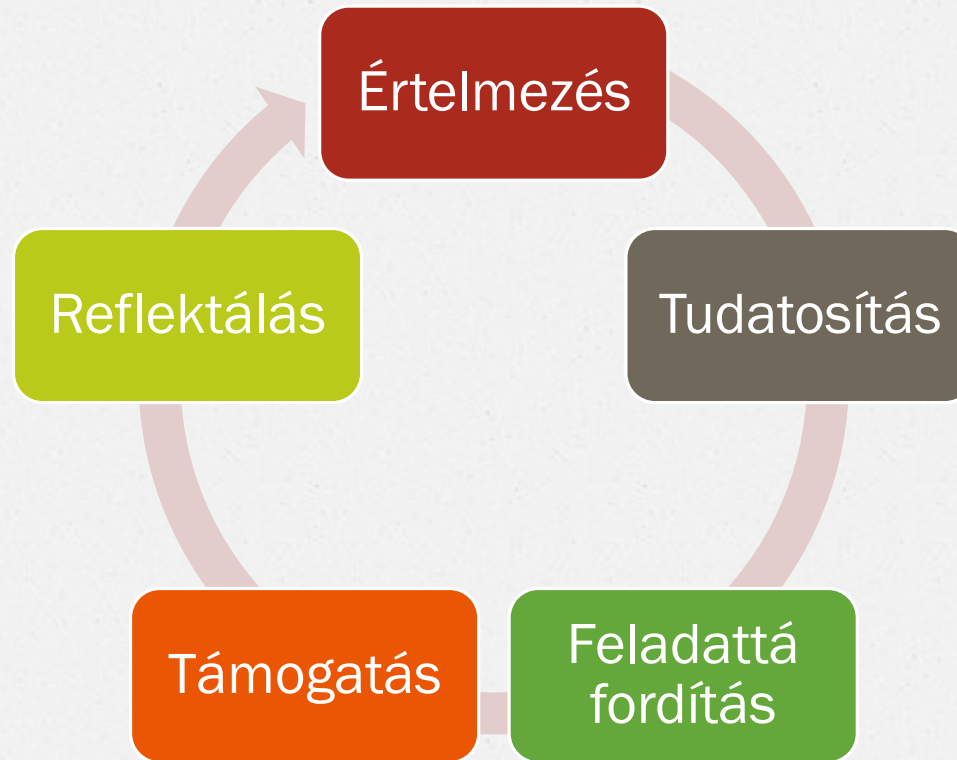 Értelmezés
Tudatosítás
Feladattá
fordítás
Támogatás
Reflektálás